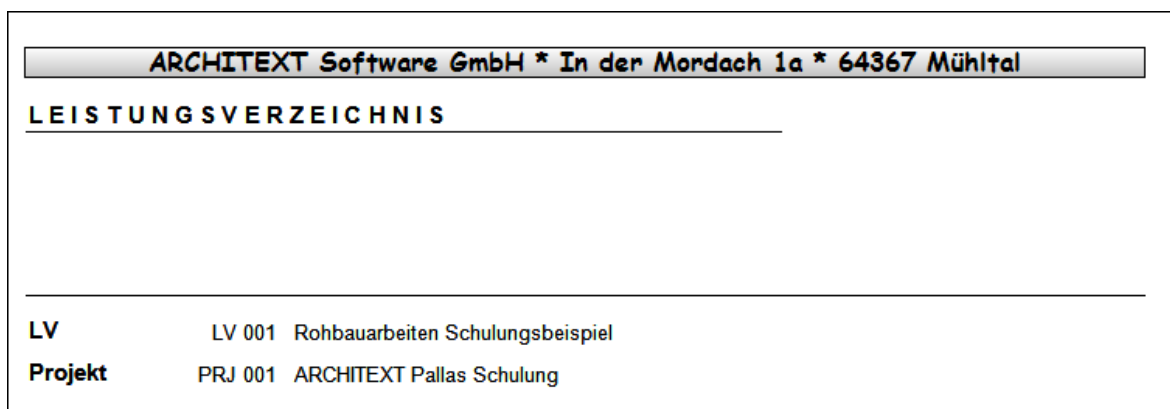 ARCHITEXT Software GmbH * In der Mordach 1a * 64367 Mühltal
LEISTUNGSVERZEICHNIS
LV LV 001 Rohbauarbeiten Schulungsbeispiel
Projekt PRJ 001 ARCHITEXT Pallas Schulung